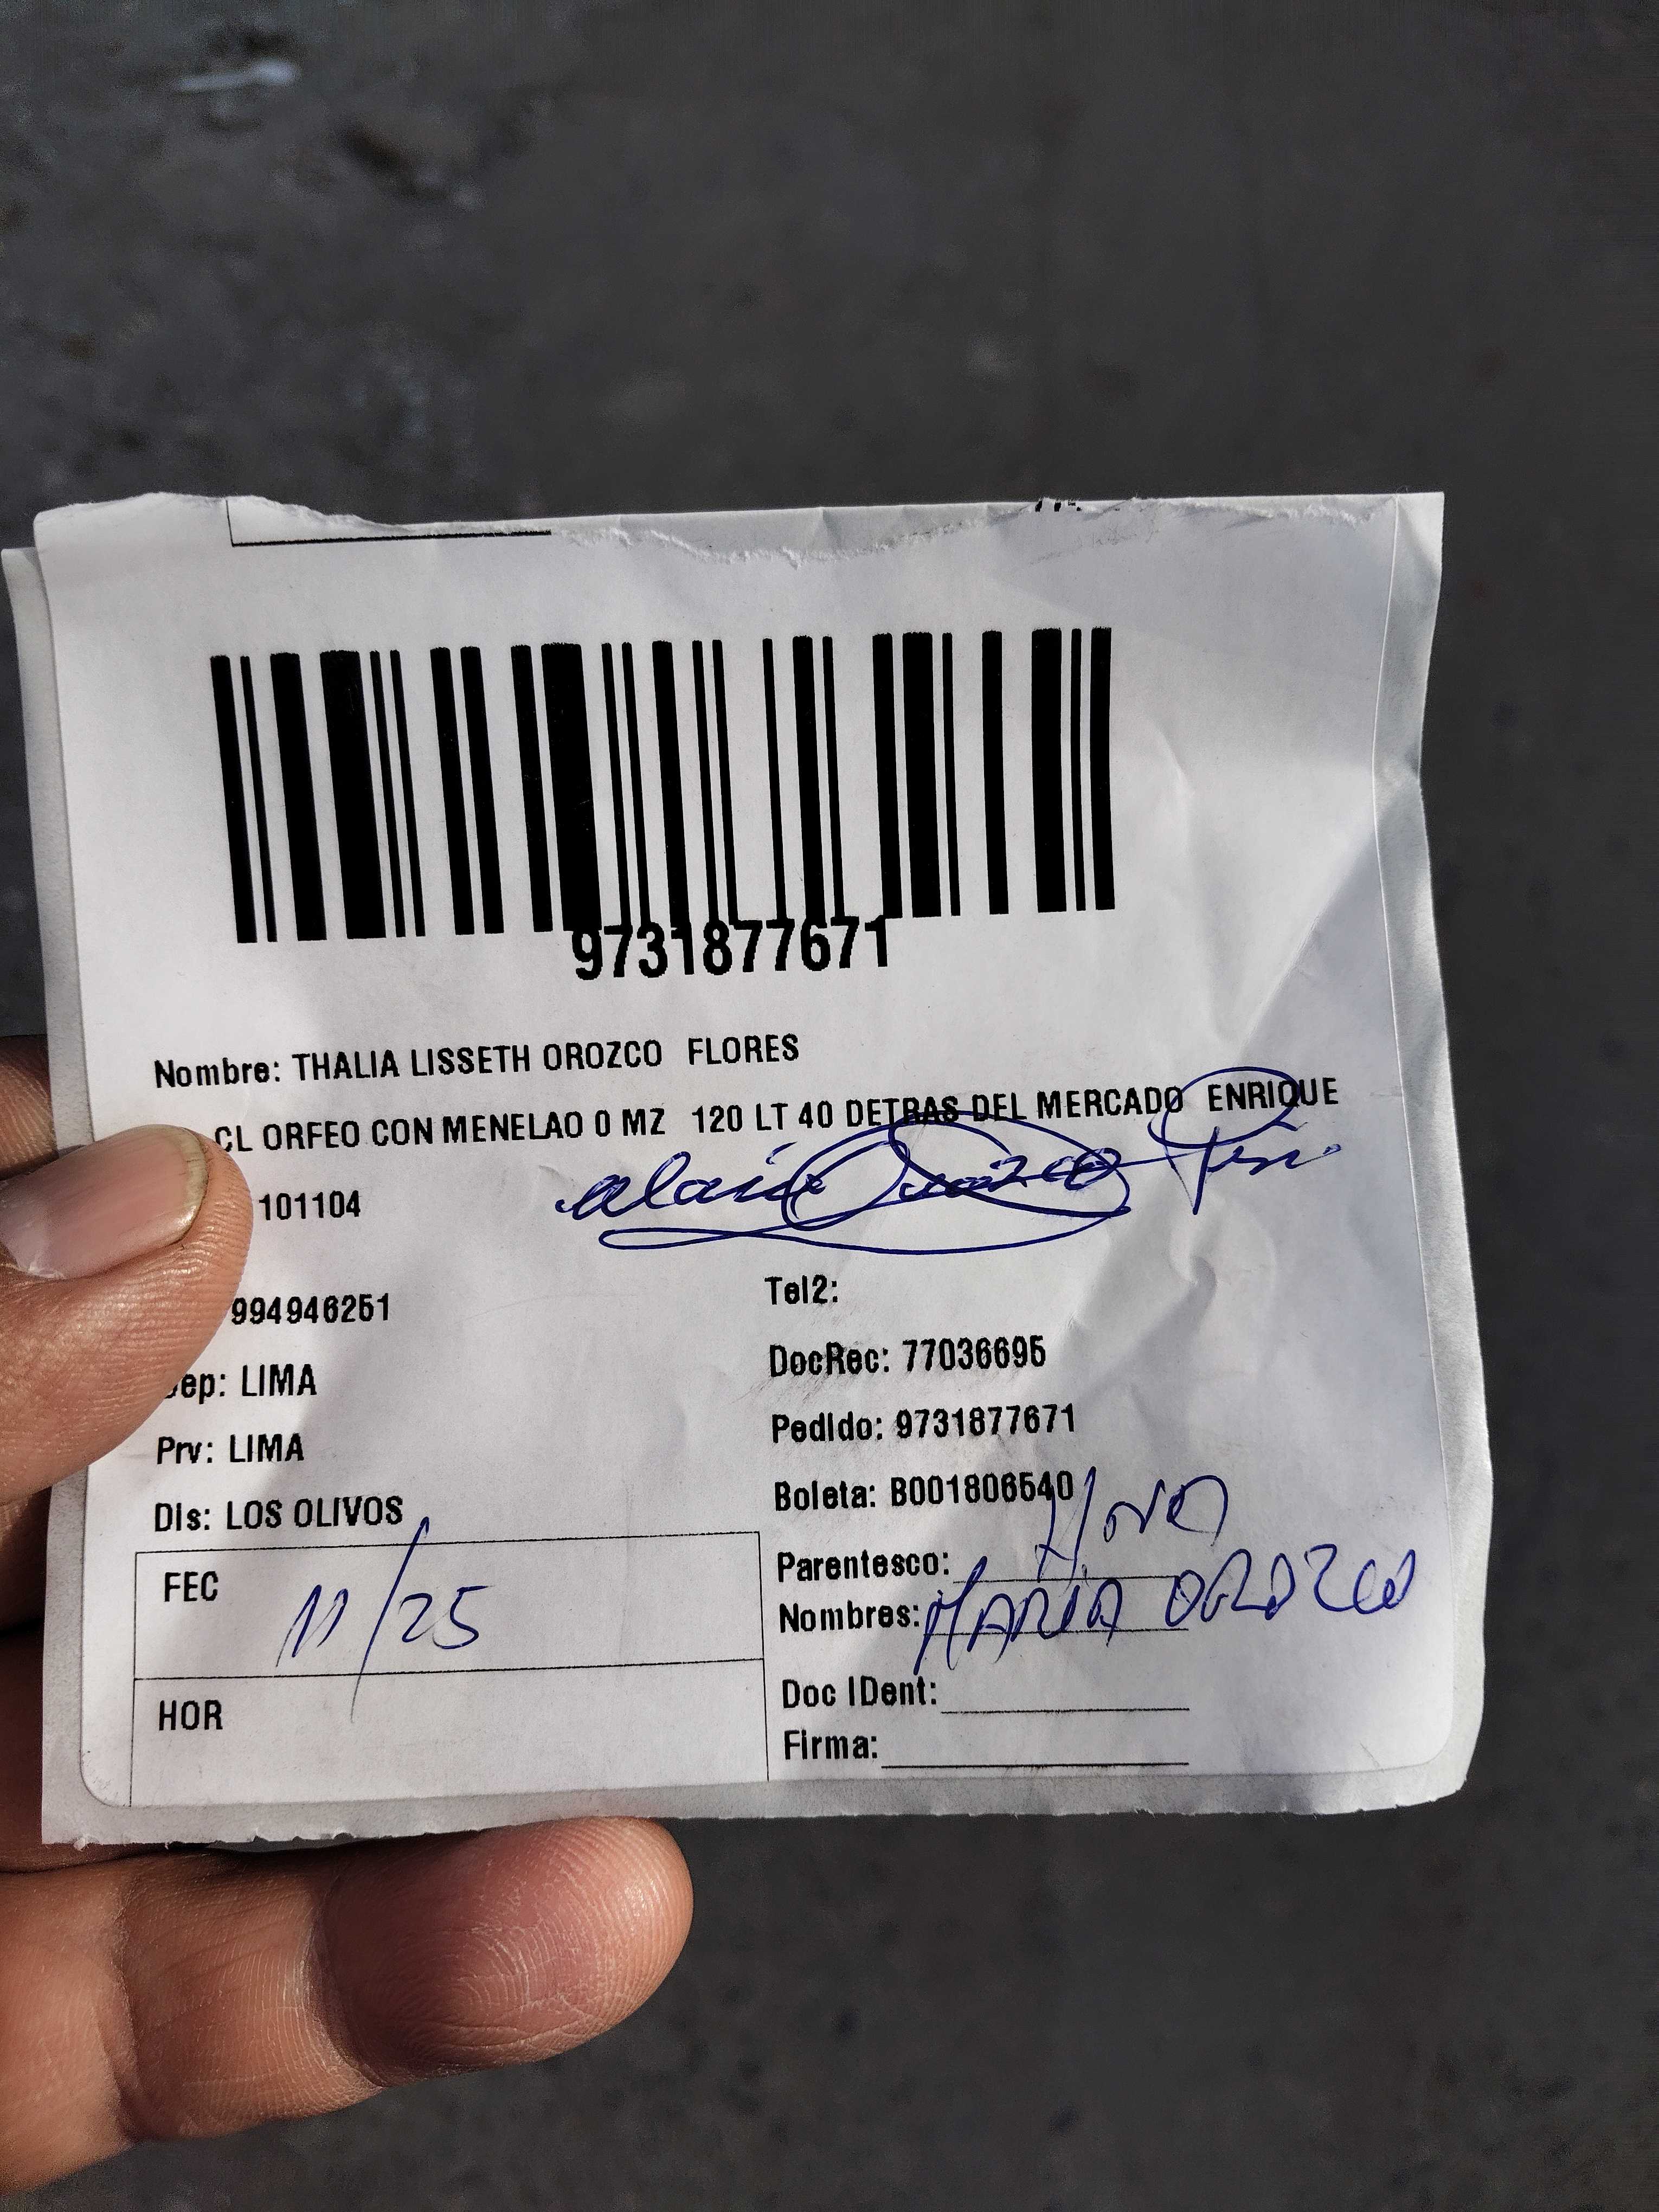 9731877671
Nombre: THALIA LISSETH OROZCO FLORES
CL ORFEO CON MENELAO 0 MZ 120 LT 40 DETRAS DEL MERCADO ENRIQUE
101104
994946251
Tel2:
DocRec: 77036695
ep: LIMA
Pedido: 9731877671
Prv: LIMA
Boleta: B001806540
Dis: LOS OLIVOS
Parentesco:
FEC 11/25
Nombres: MARIA OROZCO
Doc IDent:
HOR
Firma: